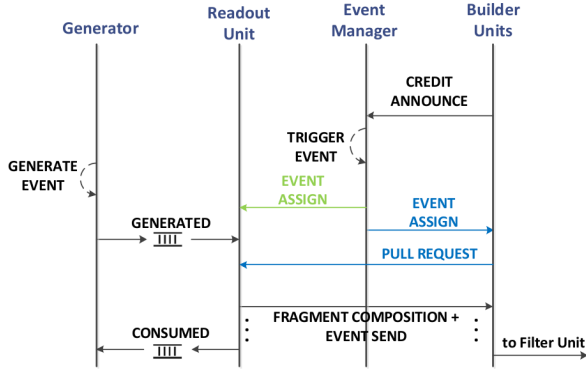 Generator
Readout
Unit
Event
Manager
Builder
Units
CREDIT
ANNOUNCE
TRIGGER
EVENT
GENERATE
EVENT
EVENT
ASSIGN
EVENT
ASSIGN
GENERATED
PULL REQUEST
FRAGMENT COMPOSITION +
EVENT SEND
CONSUMED
to Filter Unit